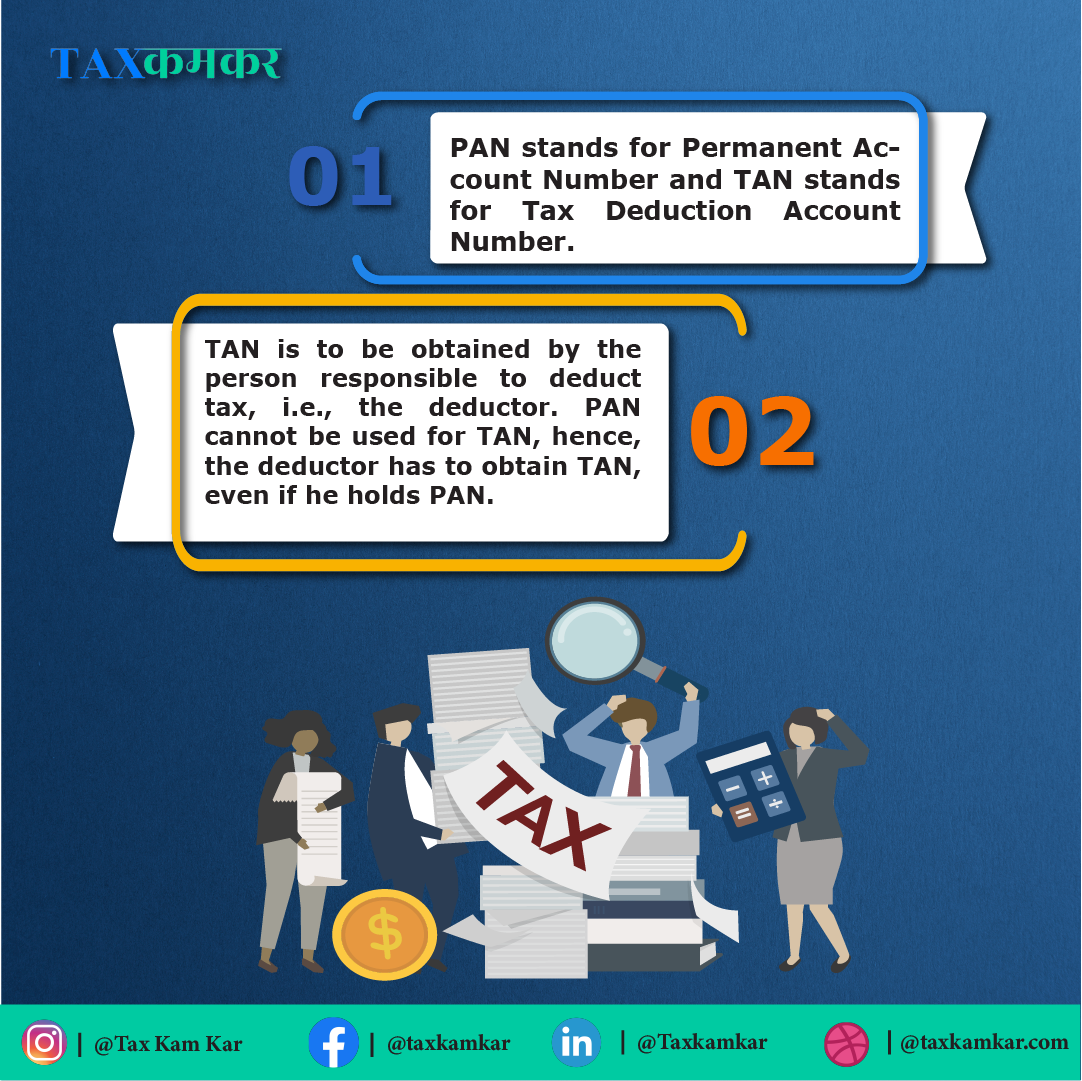 TAXकमकर
01
PAN stands for Permanent Ac-
count Number and TAN stands
for Tax Deduction Account
Number.
TAN is to be obtained by the
person responsible to deduct
tax, i.e., the deductor. PAN
cannot be used for TAN, hence,
the deductor has to obtain TAN,
even if he holds PAN.
02
TAX
$
| @Tax Kam Kar
| @taxkamkar
in | @Taxkamkar
| @taxkamkar.com